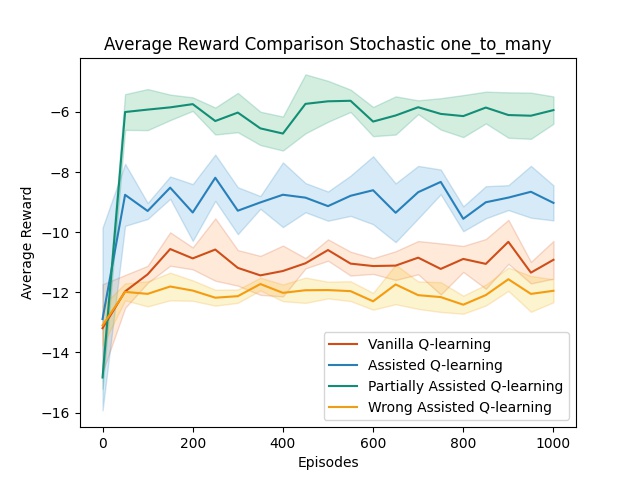 Average Reward Comparison Stochastic one_to_many
Average Reward
−6
−8
−10
−12
−14
−16
0
200
400
600
800
1000
Episodes
Vanilla Q-learning
Assisted Q-learning
Partially Assisted Q-learning
Wrong Assisted Q-learning